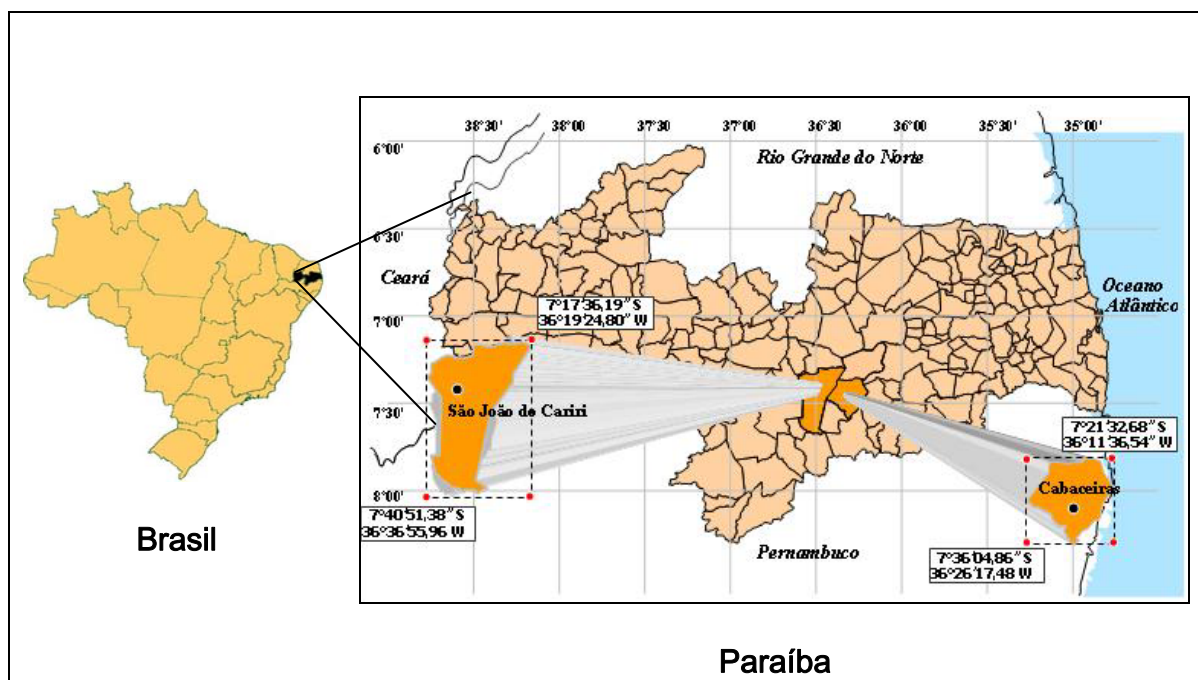 38°30' 38°00' 37°30' 37°00' 36°30' 36°00' 35°30' 35°00'
6°00'
Rio Grande do Norte
6°30'
Ceará
Oceano
Atlântico
7°17'36,19" S
36°19'24,80" W
7°00'
São João do Cariri
7°30'
7°21'32,68" S
36°11'36,54" W
Cabaceiras
8°00'
7°40'51,38" S
36°36'55,96 W
Pernambuco
7°36'04,86" S
36°26'17,48 W
Brasil
Paraíba